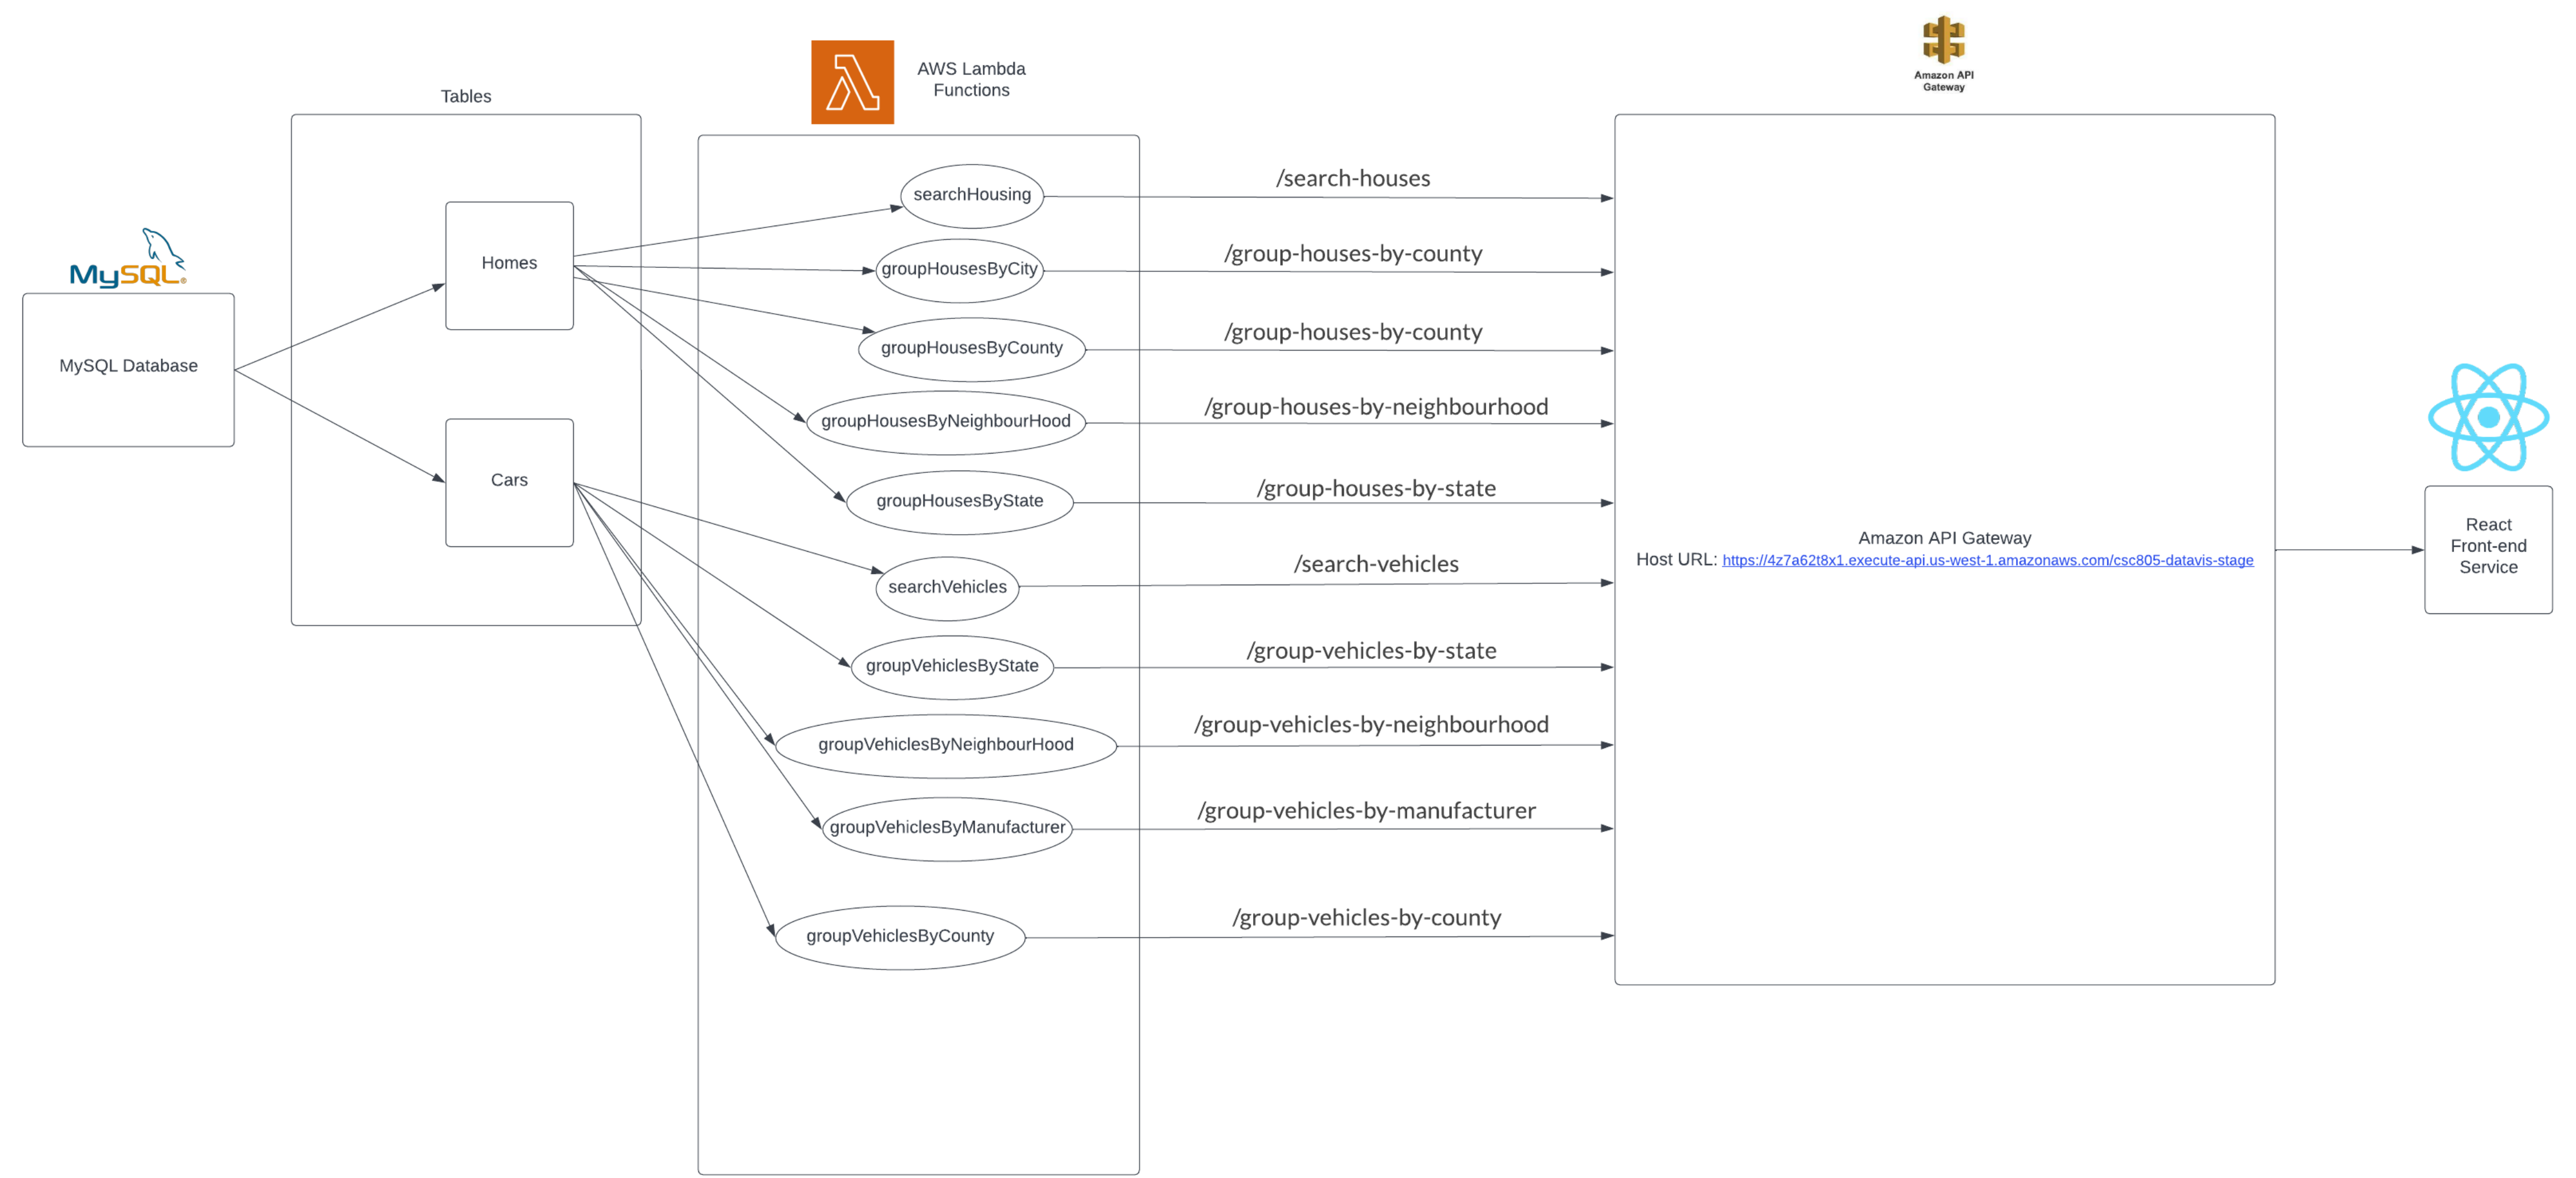 MySQL®
MySQL Database
Tables
Homes
Cars
AWS Lambda
Functions
searchHousing
groupHousesByCity
groupHousesByCounty
groupHousesByNeighbourHood
groupHousesByState
searchVehicles
groupVehiclesByState
groupVehiclesByNeighbourHood
groupVehiclesByManufacturer
groupVehiclesByCounty
/search-houses
/group-houses-by-county
/group-houses-by-county
/group-houses-by-neighbourhood
/group-houses-by-state
/search-vehicles
/group-vehicles-by-state
/group-vehicles-by-neighbourhood
/group-vehicles-by-manufacturer
/group-vehicles-by-county
Amazon API
Gateway
Amazon API Gateway
Host URL: https://4z7a62t8x1.execute-api.us-west-1.amazonaws.com/csc805-datavis-stage
React
Front-end
Service